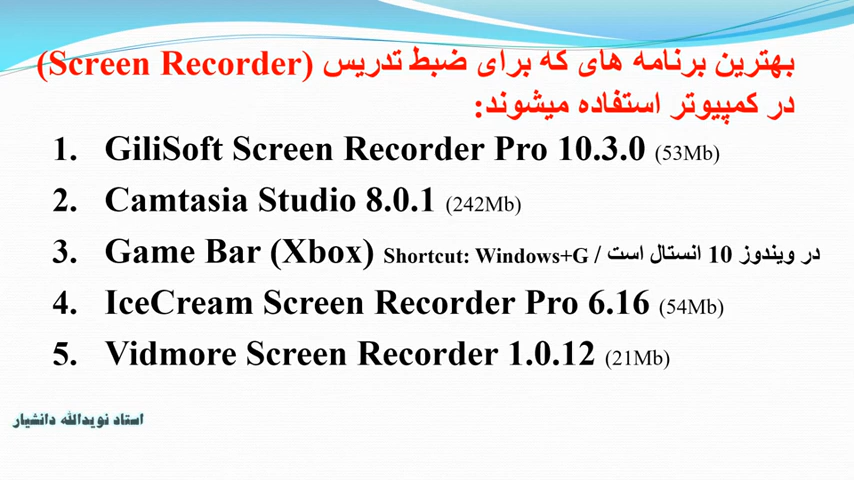 بهترین برنامه های که برای ضبط تدریس (Screen Recorder)
در کمپیوتر استفاده میشوند:
1. GiliSoft Screen Recorder Pro 10.3.0 (53Mb)
2. Camtasia Studio 8.0.1 (242Mb)
3. Game Bar (Xbox) Shortcut: Windows+G / در ویندوز 10 انستال است
4. IceCream Screen Recorder Pro 6.16 (54Mb)
5. Vidmore Screen Recorder 1.0.12 (21Mb)
استاد نویدالله دانشیار